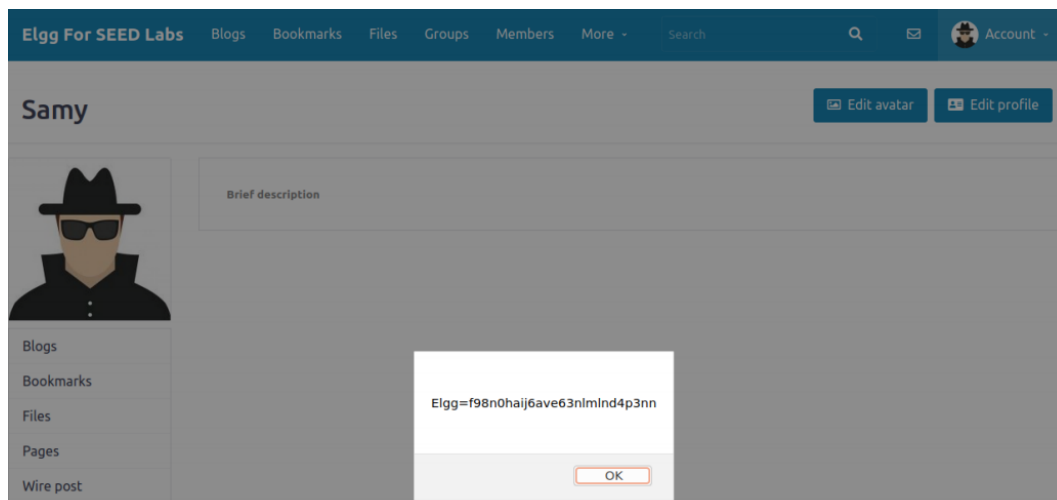 Elgg For SEED Labs Blogs Bookmarks Files Groups Members More Search Account
Samy
Edit avatar Edit profile
Brief description
Blogs
Bookmarks
Files
Pages
Wire post
Elgg=f98n0haij6ave63nlmlnd4p3nn
OK